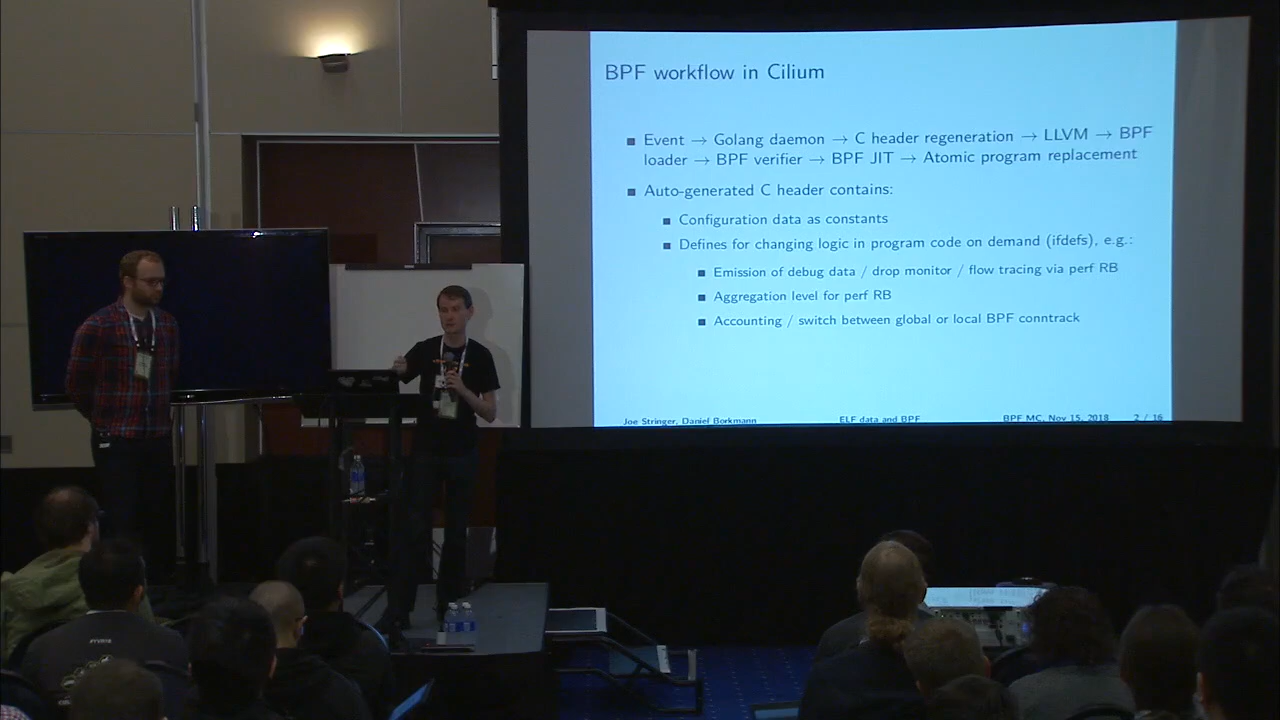 BPF workflow in Cilium
Event → Golang daemon → C header regeneration → LLVM → BPF
loader → BPF verifier → BPF JIT → Atomic program replacement
Auto-generated C header contains:
Configuration data as constants
Defines for changing logic in program code on demand (ifdefs), e.g.:
Emission of debug data / drop monitor / flow tracing via perf RB
Aggregation level for perf RB
Accounting / switch between global or local BPF conntrack
Joe Stringer, Daniel Borkmann ELF data and BPF BPF MC, Nov 15, 2018 2 / 16